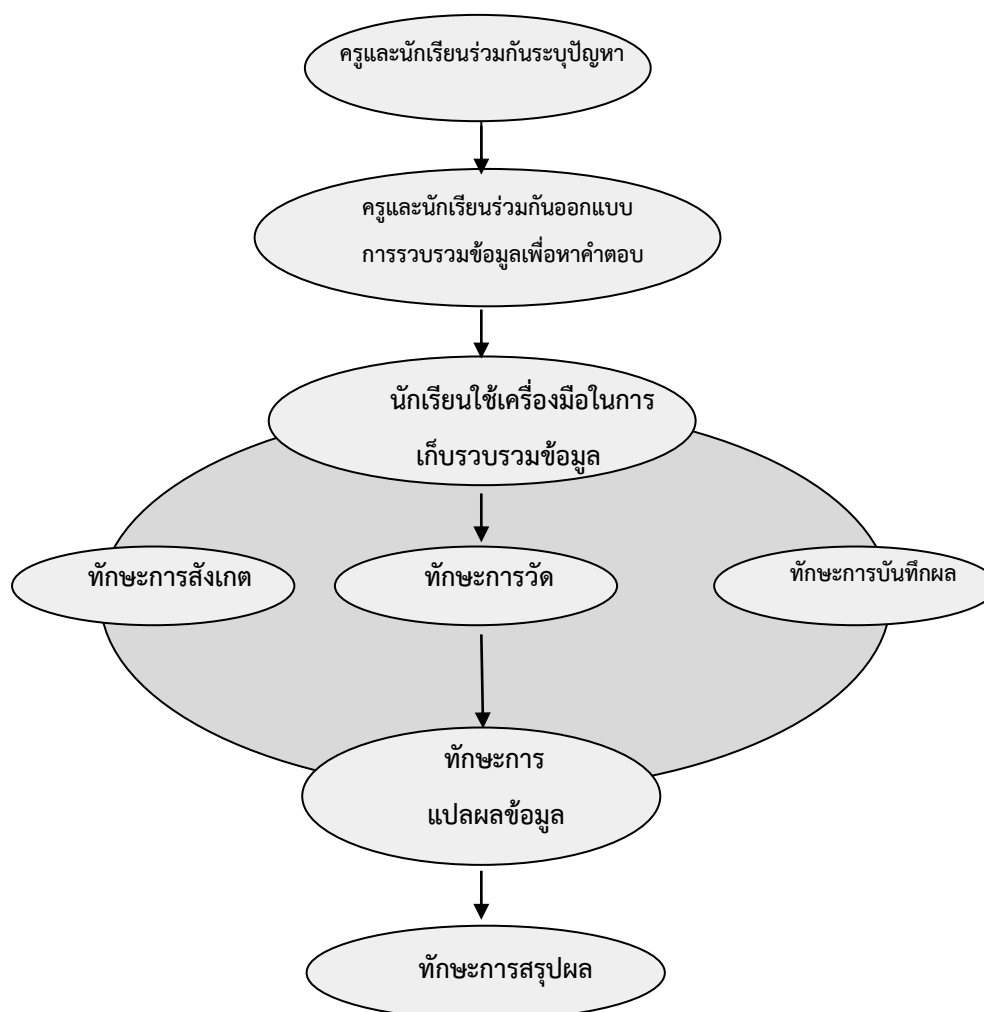 ครูและนักเรียนร่วมกันระบุปัญหา
ครูและนักเรียนร่วมกันออกแบบ
การรวบรวมข้อมูลเพื่อหาคำตอบ
นักเรียนใช้เครื่องมือในการ
เก็บรวบรวมข้อมูล
ทักษะการสังเกต
ทักษะการวัด
ทักษะการบันทึกผล
ทักษะการ
แปลผลข้อมูล
ทักษะการสรุปผล